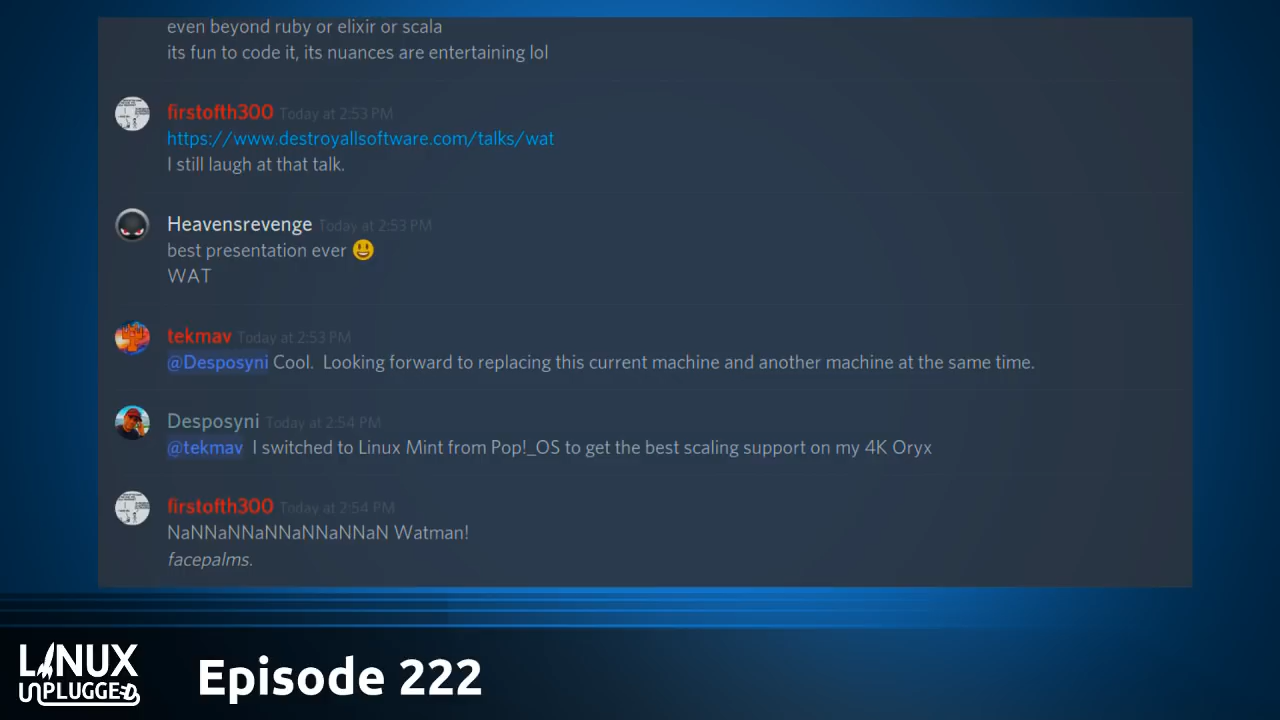 even beyond ruby or elixir or scala
its fun to code it, its nuances are entertaining lol
firstofth300 Today at 2:53 PM
https://www.destroyallsoftware.com/talks/wat
I still laugh at that talk.
Heavensrevenge Today at 2:53 PM
best presentation ever 😃
WAT
tekmav Today at 2:53 PM
@Desposyni Cool.  Looking forward to replacing this current machine and another machine at the same time.
Desposyni Today at 2:54 PM
@tekmav  I switched to Linux Mint from Pop!_OS to get the best scaling support on my 4K Oryx
firstofth300 Today at 2:54 PM
NaNNaNNaNNaNNaNNaN Watman!
facepalms.
LINUX
UNPLUGGED
Episode 222